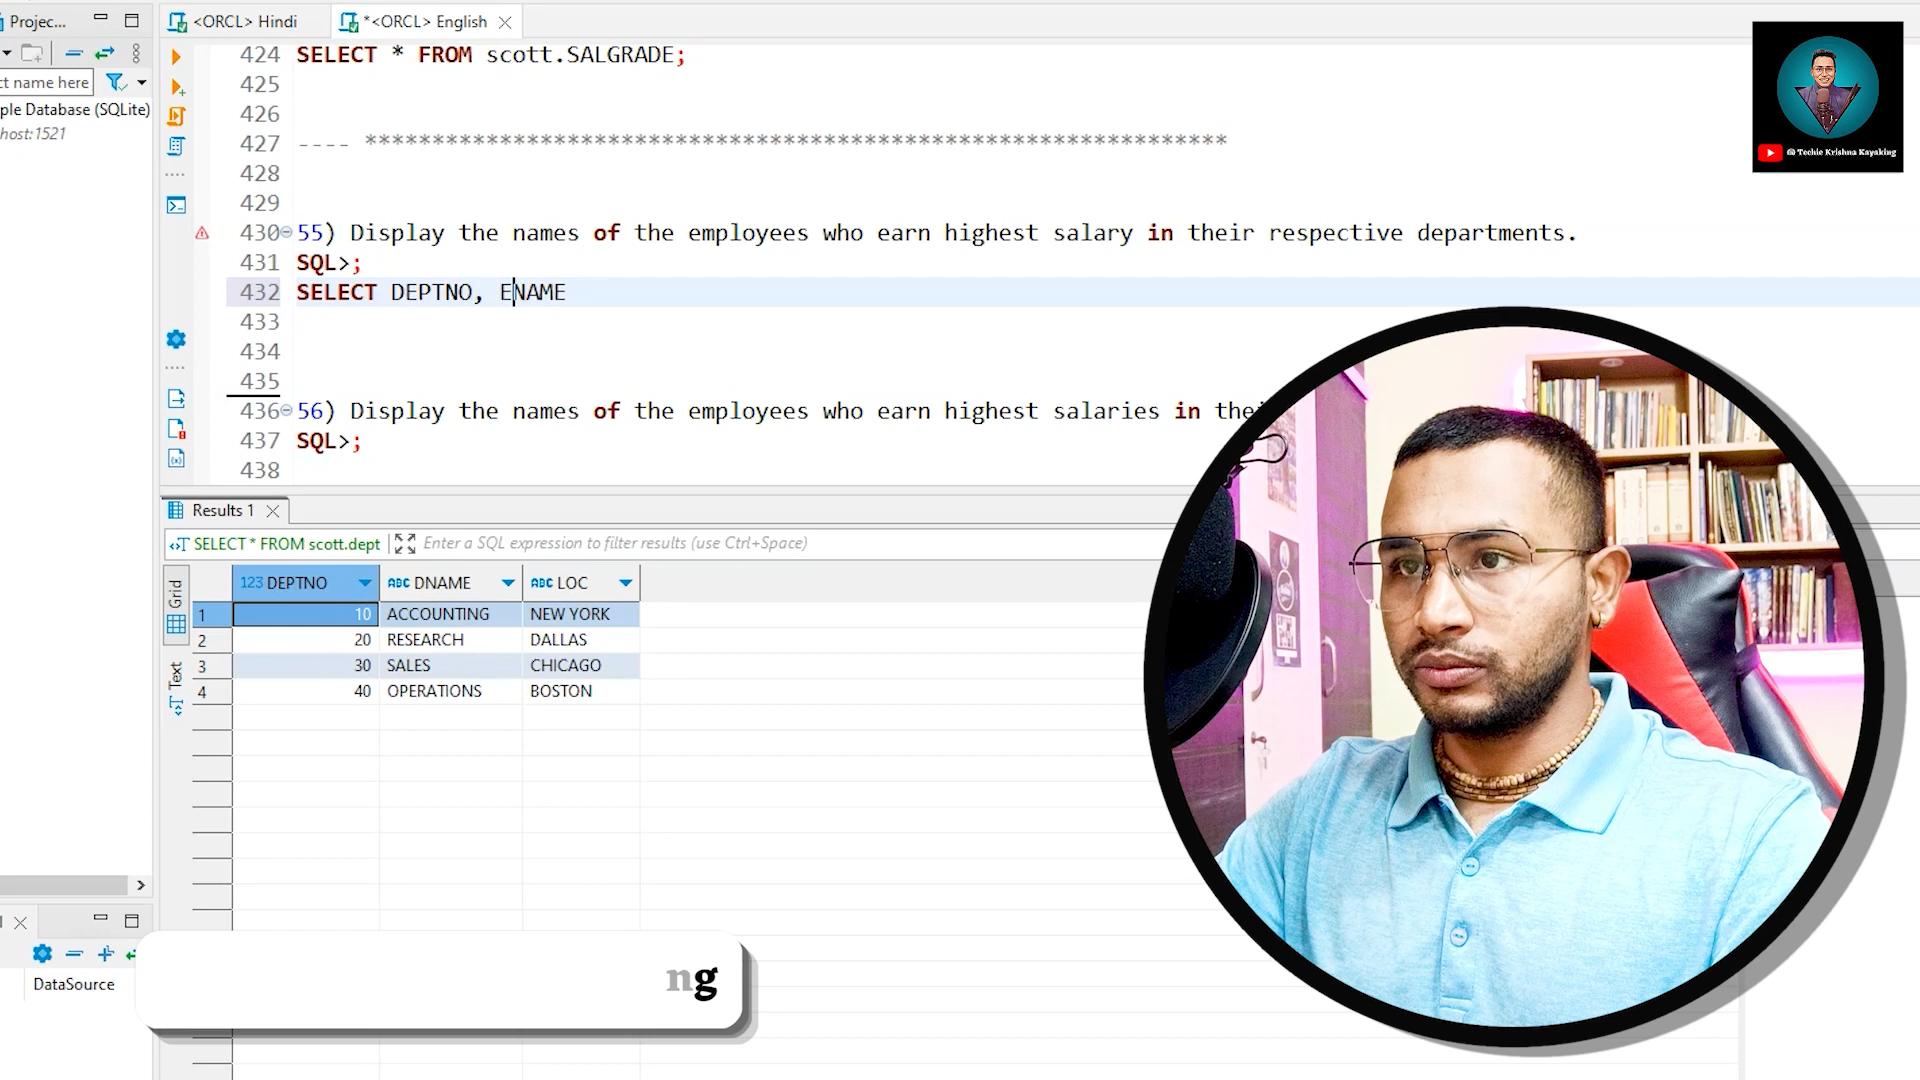 Projec...
<ORCL> Hindi
*<ORCL> English
ct name here
ple Database (SQLite)
host:1521
424 SELECT * FROM scott.SALGRADE;
425
426
427 ---- ****************************************************************
428
429
430 55) Display the names of the employees who earn highest salary in their respective departments.
431 SQL>;
432 SELECT DEPTNO, ENAME
433
434
435
436 56) Display the names of the employees who earn highest salaries in thei
437 SQL>;
438
Techie Krishna Kayaking
Results 1
SELECT * FROM scott.dept
Enter a SQL expression to filter results (use Ctrl+Space)
Grid
Text
123 DEPTNO ABC DNAME ABC LOC
1 10 ACCOUNTING NEW YORK
2 20 RESEARCH DALLAS
3 30 SALES CHICAGO
4 40 OPERATIONS BOSTON
DataSource
ng